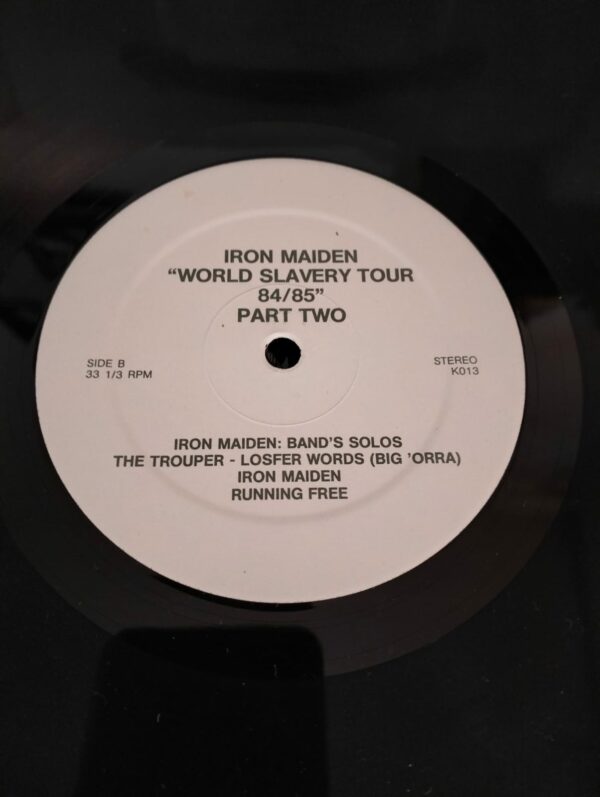 IRON MAIDEN
“WORLD SLAVERY TOUR
84/85”
PART TWO
SIDE B
33 1/3 RPM
STEREO
K013
IRON MAIDEN: BAND'S SOLOS
THE TROUPER - LOSFER WORDS (BIG 'ORRA)
IRON MAIDEN
RUNNING FREE